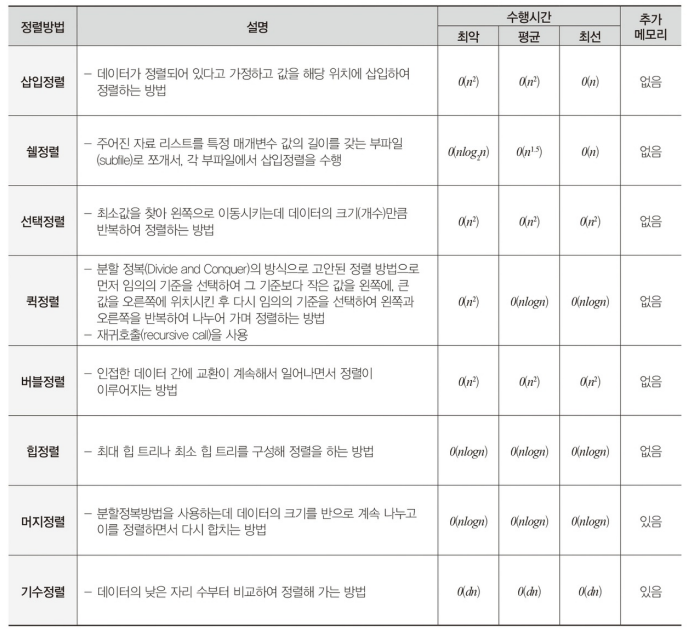 정렬방법 설명 수행시간 추가 메모리
최악 평균 최선
삽입정렬 – 데이터가 정렬되어 있다고 가정하고 값을 해당 위치에 삽입하여 0(n²) 0(n²) 0(n) 없음
정렬하는 방법
쉘정렬 – 주어진 자료 리스트를 특정 매개변수 값의 길이를 갖는 부파일 0(nlog₂n) 0(n¹·⁵) 0(n) 없음
(subfile)로 쪼개서, 각 부파일에서 삽입정렬을 수행
선택정렬 – 최소값을 찾아 왼쪽으로 이동시키는데 데이터의 크기(개수)만큼 0(n²) 0(n²) 0(n²) 없음
반복하여 정렬하는 방법
퀵정렬 – 분할 정복(Divide and Conquer)의 방식으로 고안된 정렬 방법으로 0(n²) 0(nlogn) 0(nlogn) 없음
먼저 임의의 기준을 선택하여 그 기준보다 작은 값을 왼쪽에, 큰
값을 오른쪽에 위치시킨 후 다시 임의의 기준을 선택하여 왼쪽과
오른쪽을 반복하여 나누어 가며 정렬하는 방법
– 재귀호출(recursive call)을 사용
버블정렬 – 인접한 데이터 간에 교환이 계속해서 일어나면서 정렬이 0(n²) 0(n²) 0(n²) 없음
이루어지는 방법
힙정렬 – 최대 힙 트리나 최소 힙 트리를 구성해 정렬을 하는 방법 0(nlogn) 0(nlogn) 0(nlogn) 없음
머지정렬 – 분할정복방법을 사용하는데 데이터의 크기를 반으로 계속 나누고 0(nlogn) 0(nlogn) 0(nlogn) 있음
이를 정렬하면서 다시 합치는 방법
기수정렬 – 데이터의 낮은 자리 수부터 비교하여 정렬해 가는 방법 0(dn) 0(dn) 0(dn) 있음